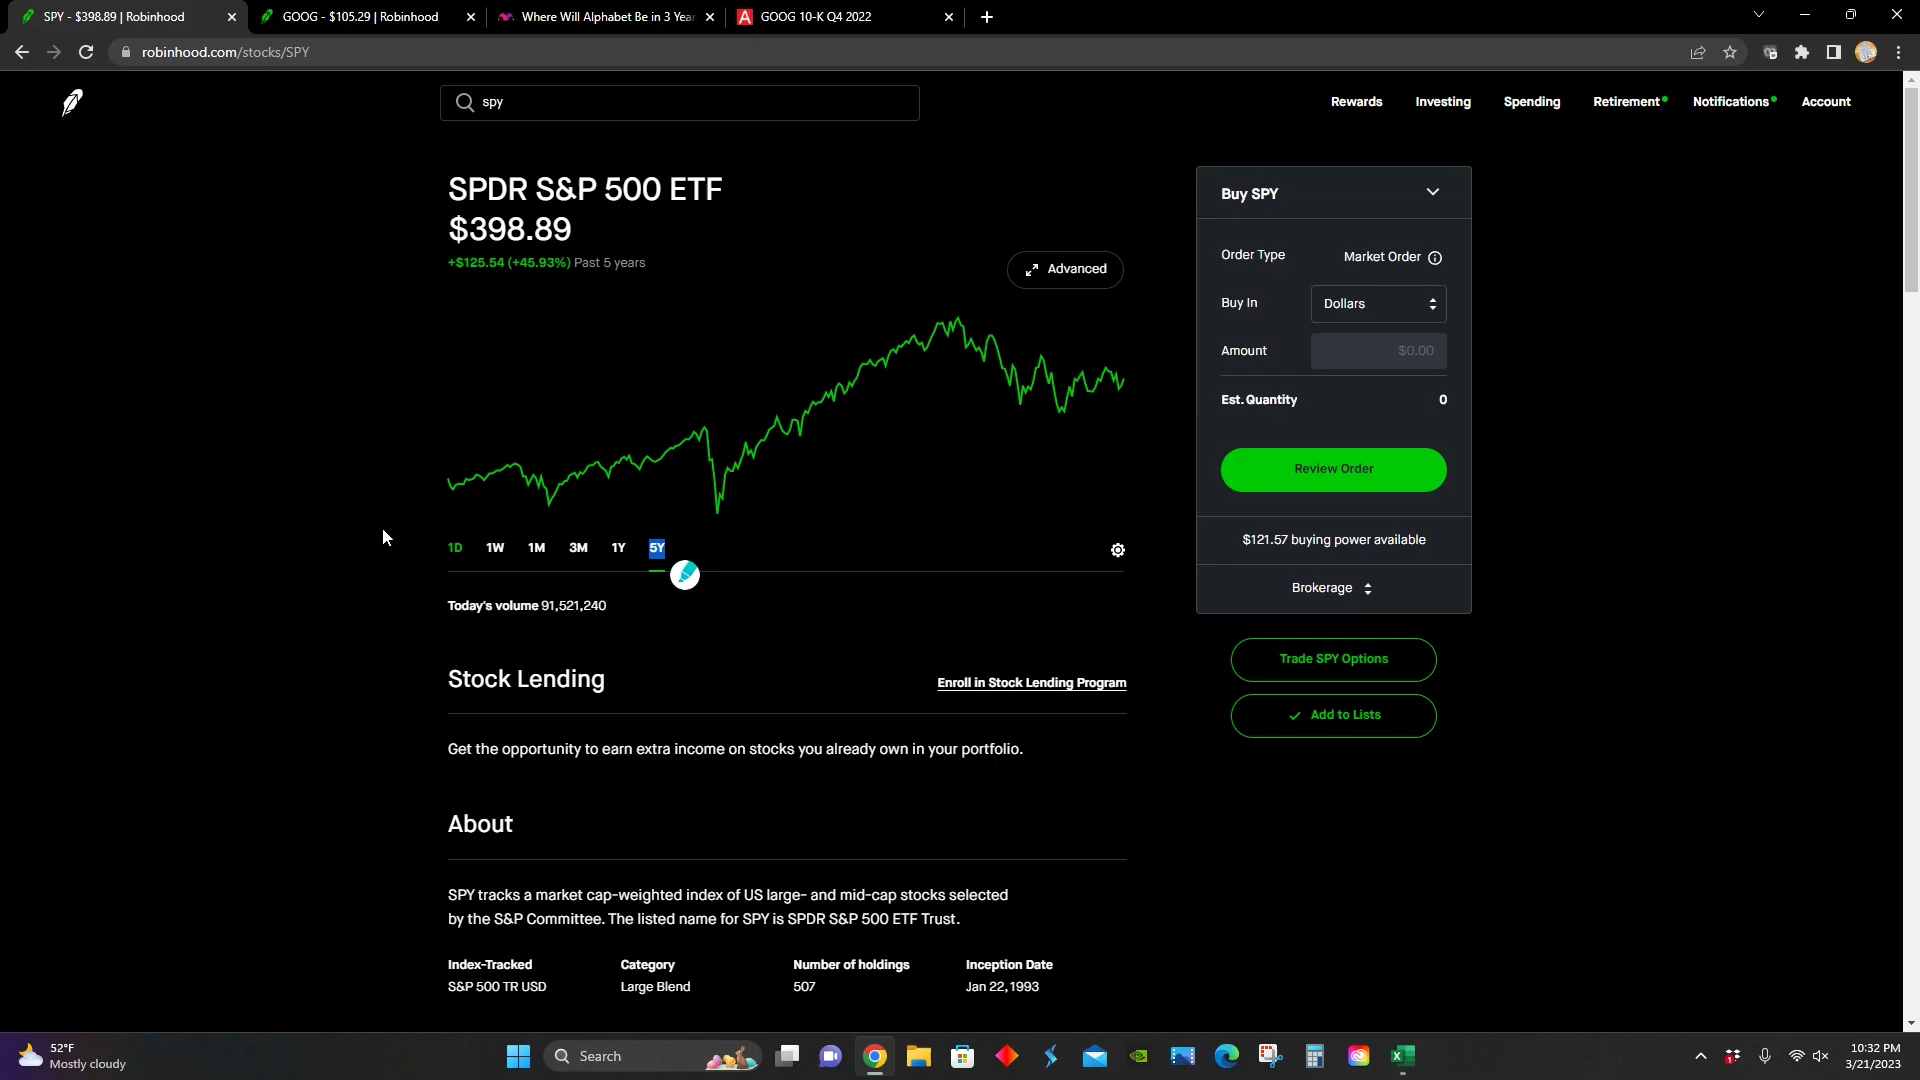 SPY - $398.89 | Robinhood
GOOG - $105.29 | Robinhood
Where Will Alphabet Be in 3 Year
GOOG 10-K Q4 2022
robinhood.com/stocks/SPY
spy
Rewards
Investing
Spending
Retirement
Notifications
Account
SPDR S&P 500 ETF
$398.89
+$125.54 (+45.93%) Past 5 years
Advanced
1D 1W 1M 3M 1Y 5Y
Today's volume 91,521,240
Stock Lending
Enroll in Stock Lending Program
Get the opportunity to earn extra income on stocks you already own in your portfolio.
About
SPY tracks a market cap-weighted index of US large- and mid-cap stocks selected
by the S&P Committee. The listed name for SPY is SPDR S&P 500 ETF Trust.
Index-Tracked
S&P 500 TR USD
Category
Large Blend
Number of holdings
507
Inception Date
Jan 22, 1993
Buy SPY
Order Type Market Order
Buy In Dollars
Amount $0.00
Est. Quantity 0
Review Order
$121.57 buying power available
Brokerage
Trade SPY Options
Add to Lists
52°F
Mostly cloudy
Search
10:32 PM
3/21/2023